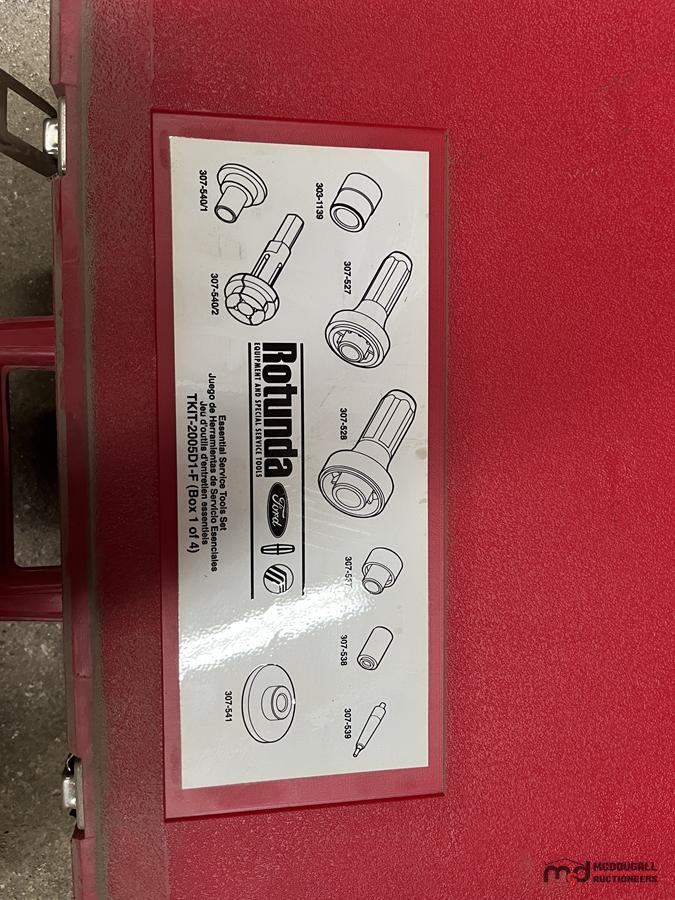 303-1139
307-527
307-528
307-538
307-539
307-540/1
307-540/2
Rotunda
EQUIPMENT AND SPECIAL SERVICE TOOLS
Ford
Essential Service Tools Set
Juego de Herramientas de Servicio Esenciales
Jeu d'outils d'entretien essentiels
TKIT-2005D1-F (Box 1 of 4)
307-541
MCDOUGALL
AUCTIONEERS